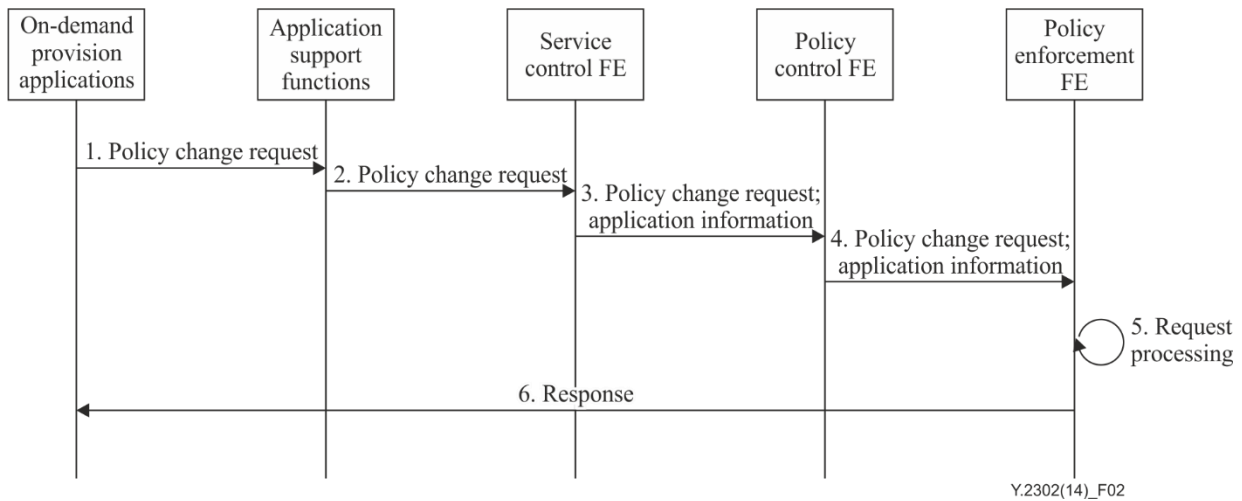 On-demand
provision
applications
Application
support
functions
Service
control FE
Policy
control FE
Policy
enforcement
FE
1. Policy change request
2. Policy change request
3. Policy change request;
application information
4. Policy change request;
application information
5. Request
processing
6. Response
Y.2302(14)_F02